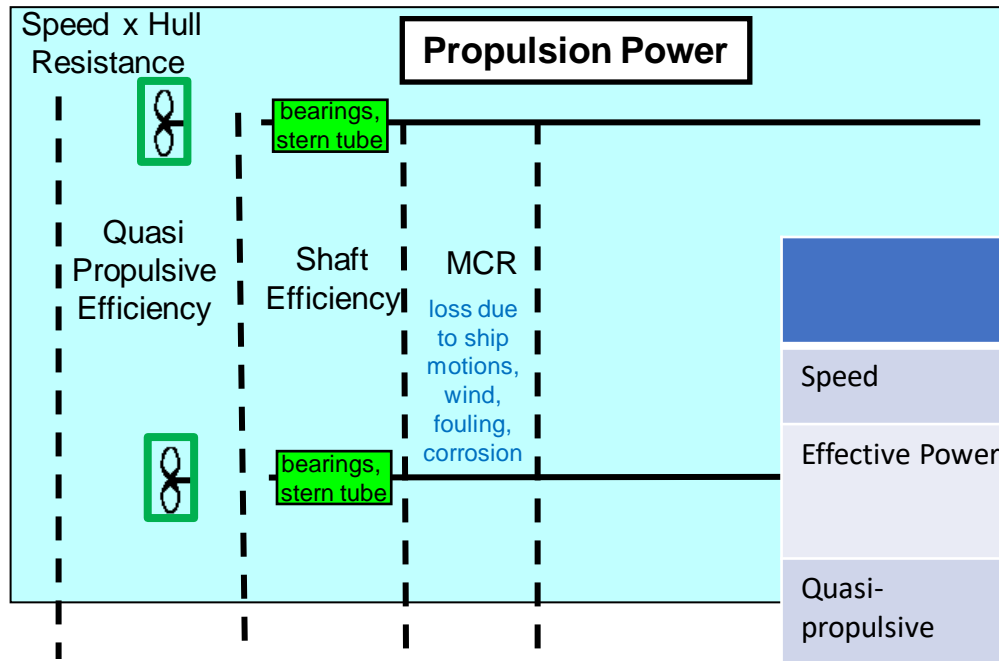 Speed x Hull
Resistance
Propulsion Power
bearings,
stern tube
Quasi
Propulsive
Efficiency
Shaft
Efficiency
MCR
loss due
to ship
motions,
wind,
fouling,
corrosion
bearings,
stern tube
Speed
Effective Power
Quasi-
propulsive